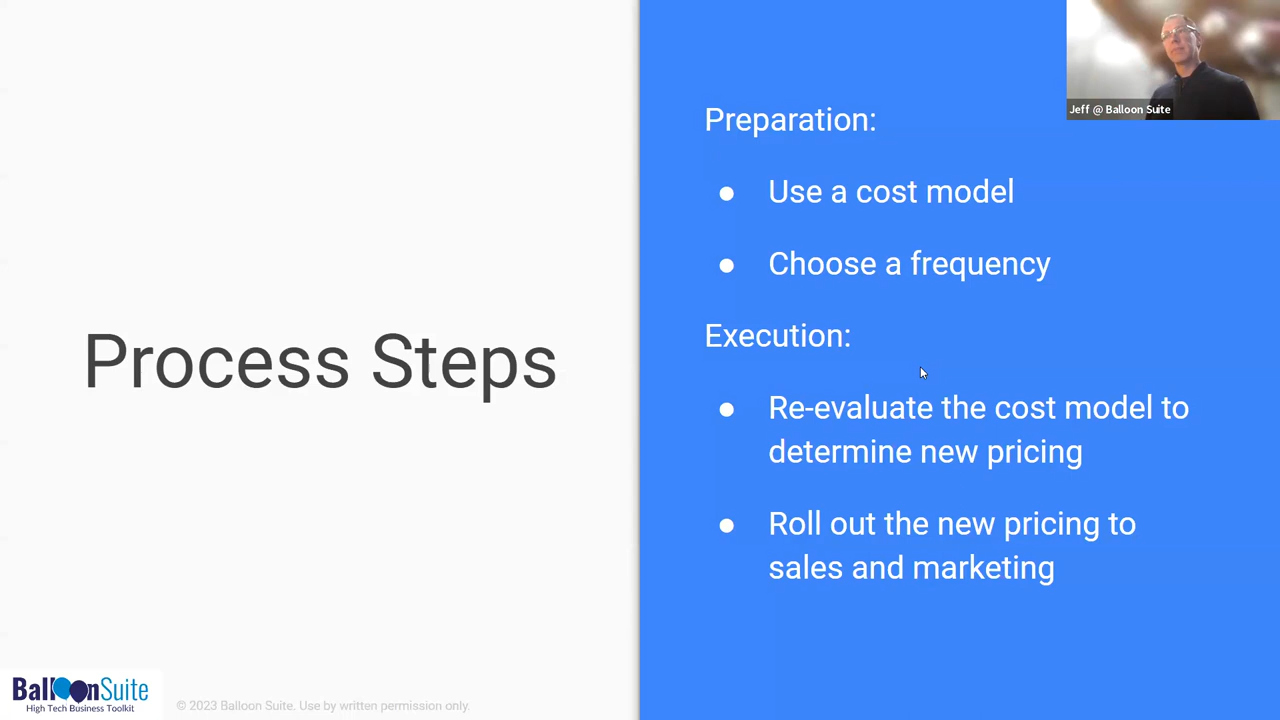 Process Steps
Preparation:
● Use a cost model
● Choose a frequency
Execution:
● Re-evaluate the cost model to
determine new pricing
● Roll out the new pricing to
sales and marketing
Jeff @ Balloon Suite
BalloonSuite
High Tech Business Toolkit
© 2023 Balloon Suite. Use by written permission only.